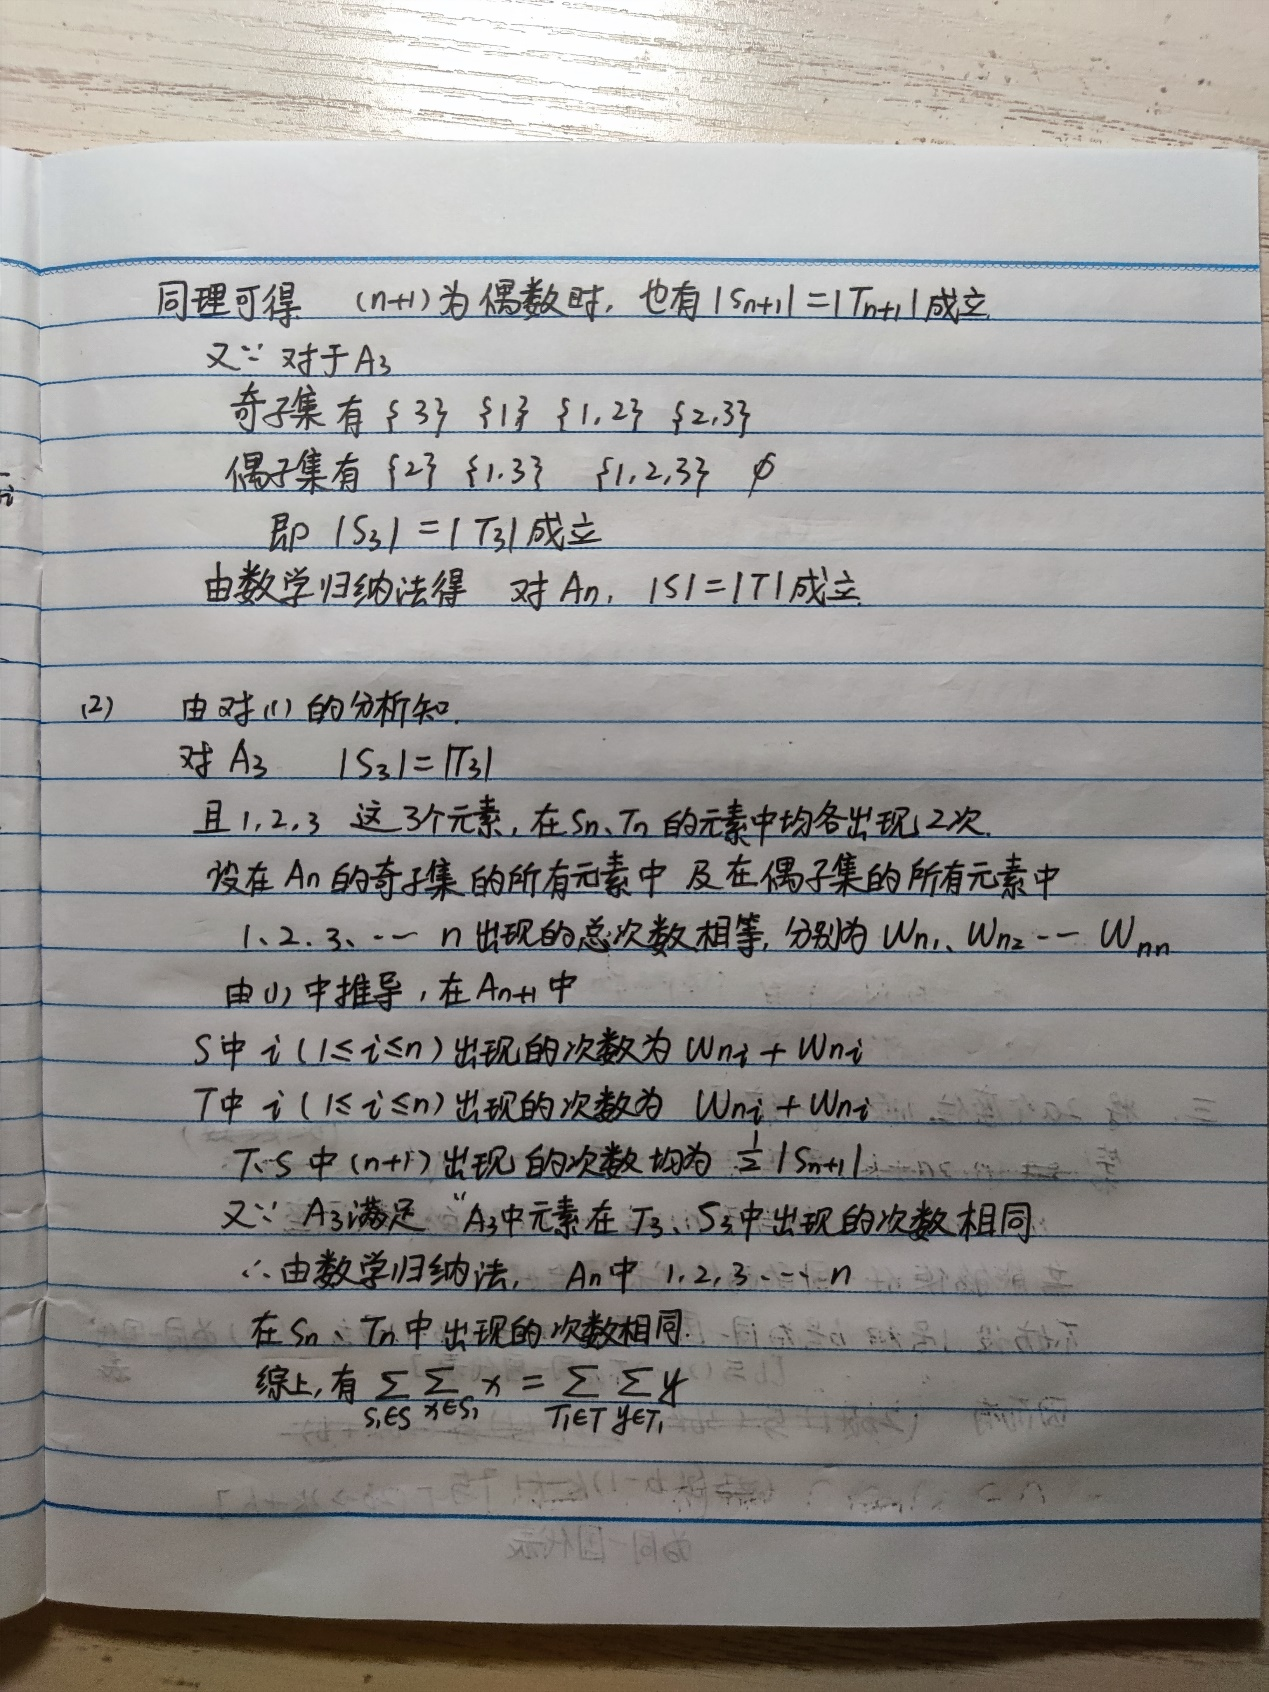 同理可得 (n+1)为偶数时，也有|Sn+1|=|Tn+1|成立.
又∵ 对于A3
奇子集有 {3} {1} {1,2} {2,3}
偶子集有 {2} {1,3} {1,2,3} ∅
即 |S3|=|T3|成立
由数学归纳法得 对An，|S|=|T|成立.
(2) 由对(1)的分析知.
对A3 |S3|=|T3|
且1,2,3 这3个元素，在Sn、Tn的元素中均各出现2次.
设在An的奇子集的所有元素中 及在偶子集的所有元素中
1、2、3、… n出现的总次数相等，分别为 Wn1、Wn2 … Wnn
由(1)中推导，在An+1中
S中 i (1≤i≤n)出现的次数为 Wni+Wni
T中 i (1≤i≤n)出现的次数为 Wni+Wni
T、S中(n+1)出现的次数均为 1/2|Sn+1|
又∵ A3满足 "A3中元素在T3、S3中出现的次数相同
∴由数学归纳法， An中 1,2,3…n
在Sn、Tn中出现的次数相同.
综上,有 ∑S1∈S ∑x∈S1 x = ∑T1∈T ∑y∈T1 y